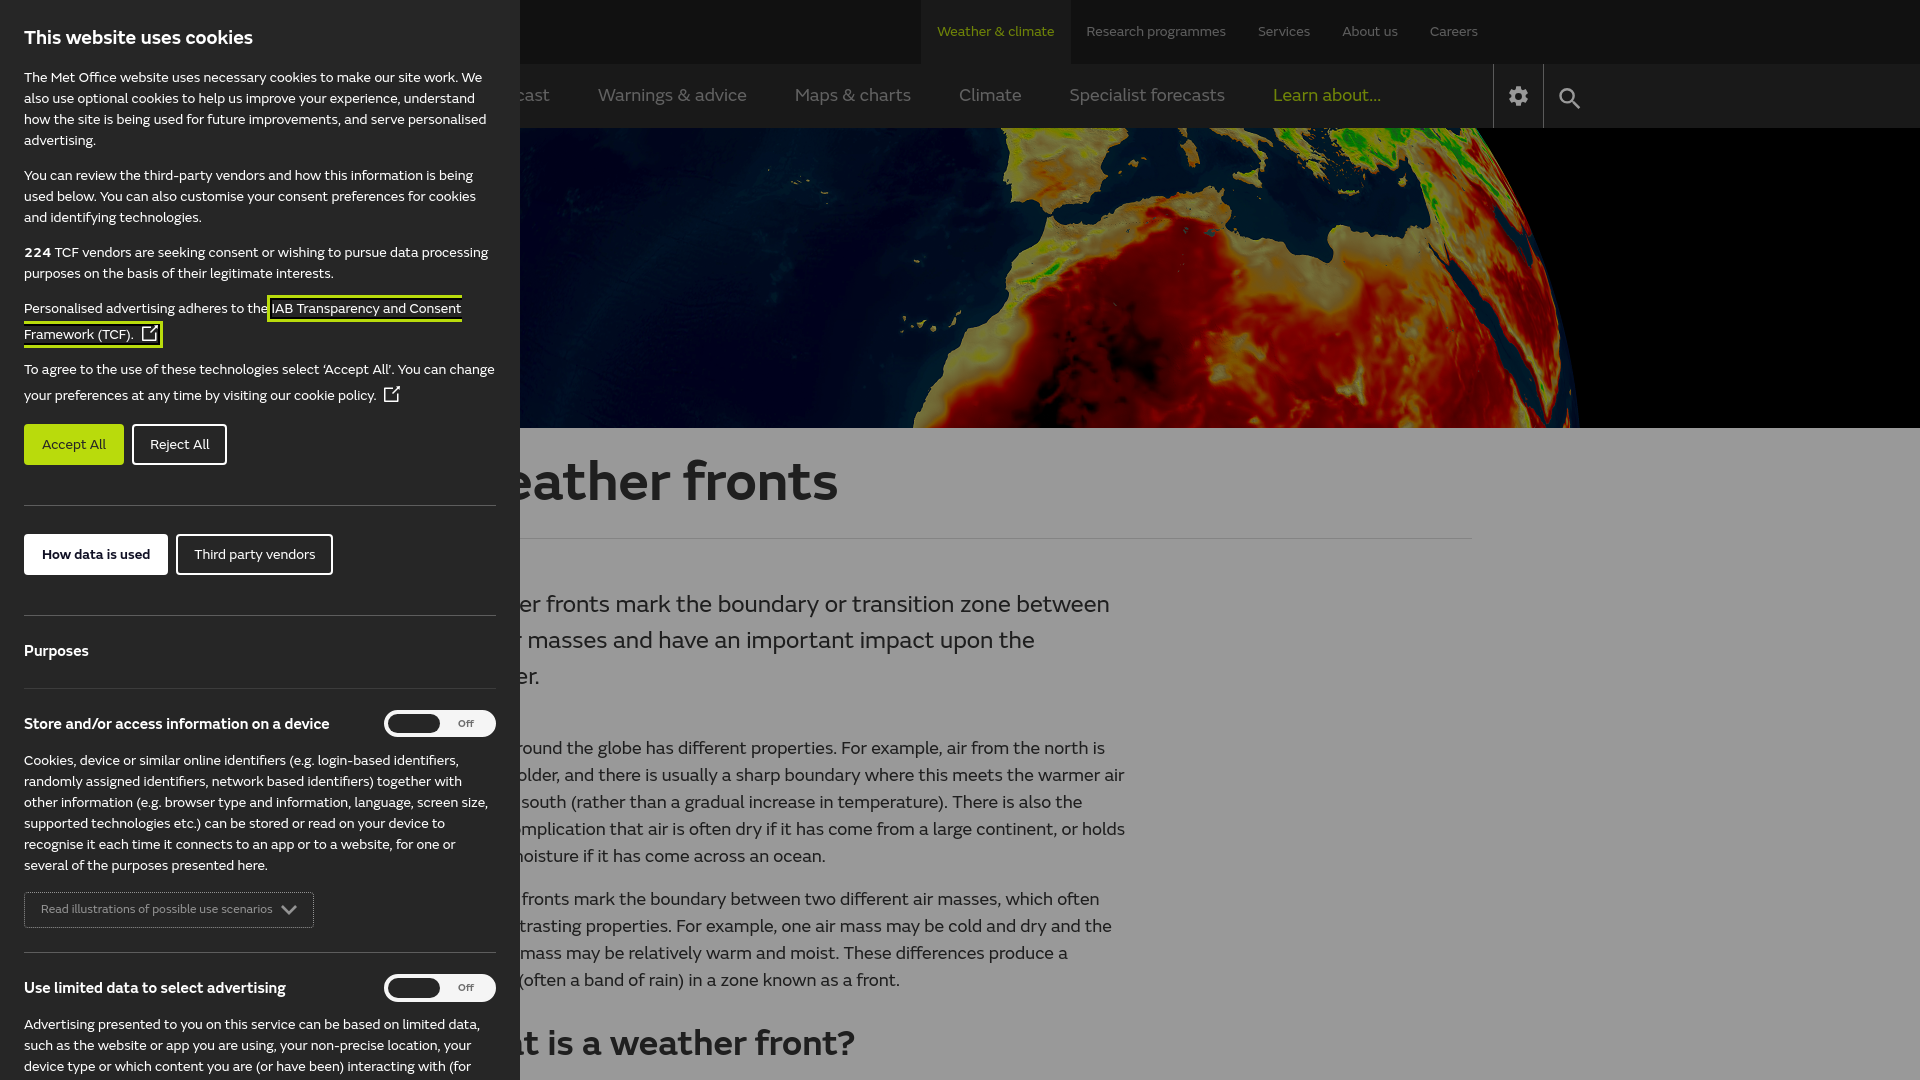 This website uses cookies
The Met Office website uses necessary cookies to make our site work. We
also use optional cookies to help us improve your experience, understand
how the site is being used for future improvements, and serve personalised
advertising.
You can review the third-party vendors and how this information is being
used below. You can also customise your consent preferences for cookies
and identifying technologies.
224 TCF vendors are seeking consent or wishing to pursue data processing
purposes on the basis of their legitimate interests.
Personalised advertising adheres to the IAB Transparency and Consent
Framework (TCF).
To agree to the use of these technologies select ‘Accept All’. You can change
your preferences at any time by visiting our cookie policy.
Accept All Reject All
How data is used Third party vendors
Purposes
Store and/or access information on a device Off
Cookies, device or similar online identifiers (e.g. login-based identifiers,
randomly assigned identifiers, network based identifiers) together with
other information (e.g. browser type and information, language, screen size,
supported technologies etc.) can be stored or read on your device to
recognise it each time it connects to an app or to a website, for one or
several of the purposes presented here.
Read illustrations of possible use scenarios
Use limited data to select advertising Off
Advertising presented to you on this service can be based on limited data,
such as the website or app you are using, your non-precise location, your
device type or which content you are (or have been) interacting with (for
Weather & climate Research programmes Services About us Careers
cast Warnings & advice Maps & charts Climate Specialist forecasts Learn about...
eather fronts
er fronts mark the boundary or transition zone between
masses and have an important impact upon the
er.
round the globe has different properties. For example, air from the north is
older, and there is usually a sharp boundary where this meets the warmer air
south (rather than a gradual increase in temperature). There is also the
omplication that air is often dry if it has come from a large continent, or holds
moisture if it has come across an ocean.
fronts mark the boundary between two different air masses, which often
trasting properties. For example, one air mass may be cold and dry and the
mass may be relatively warm and moist. These differences produce a
(often a band of rain) in a zone known as a front.
at is a weather front?